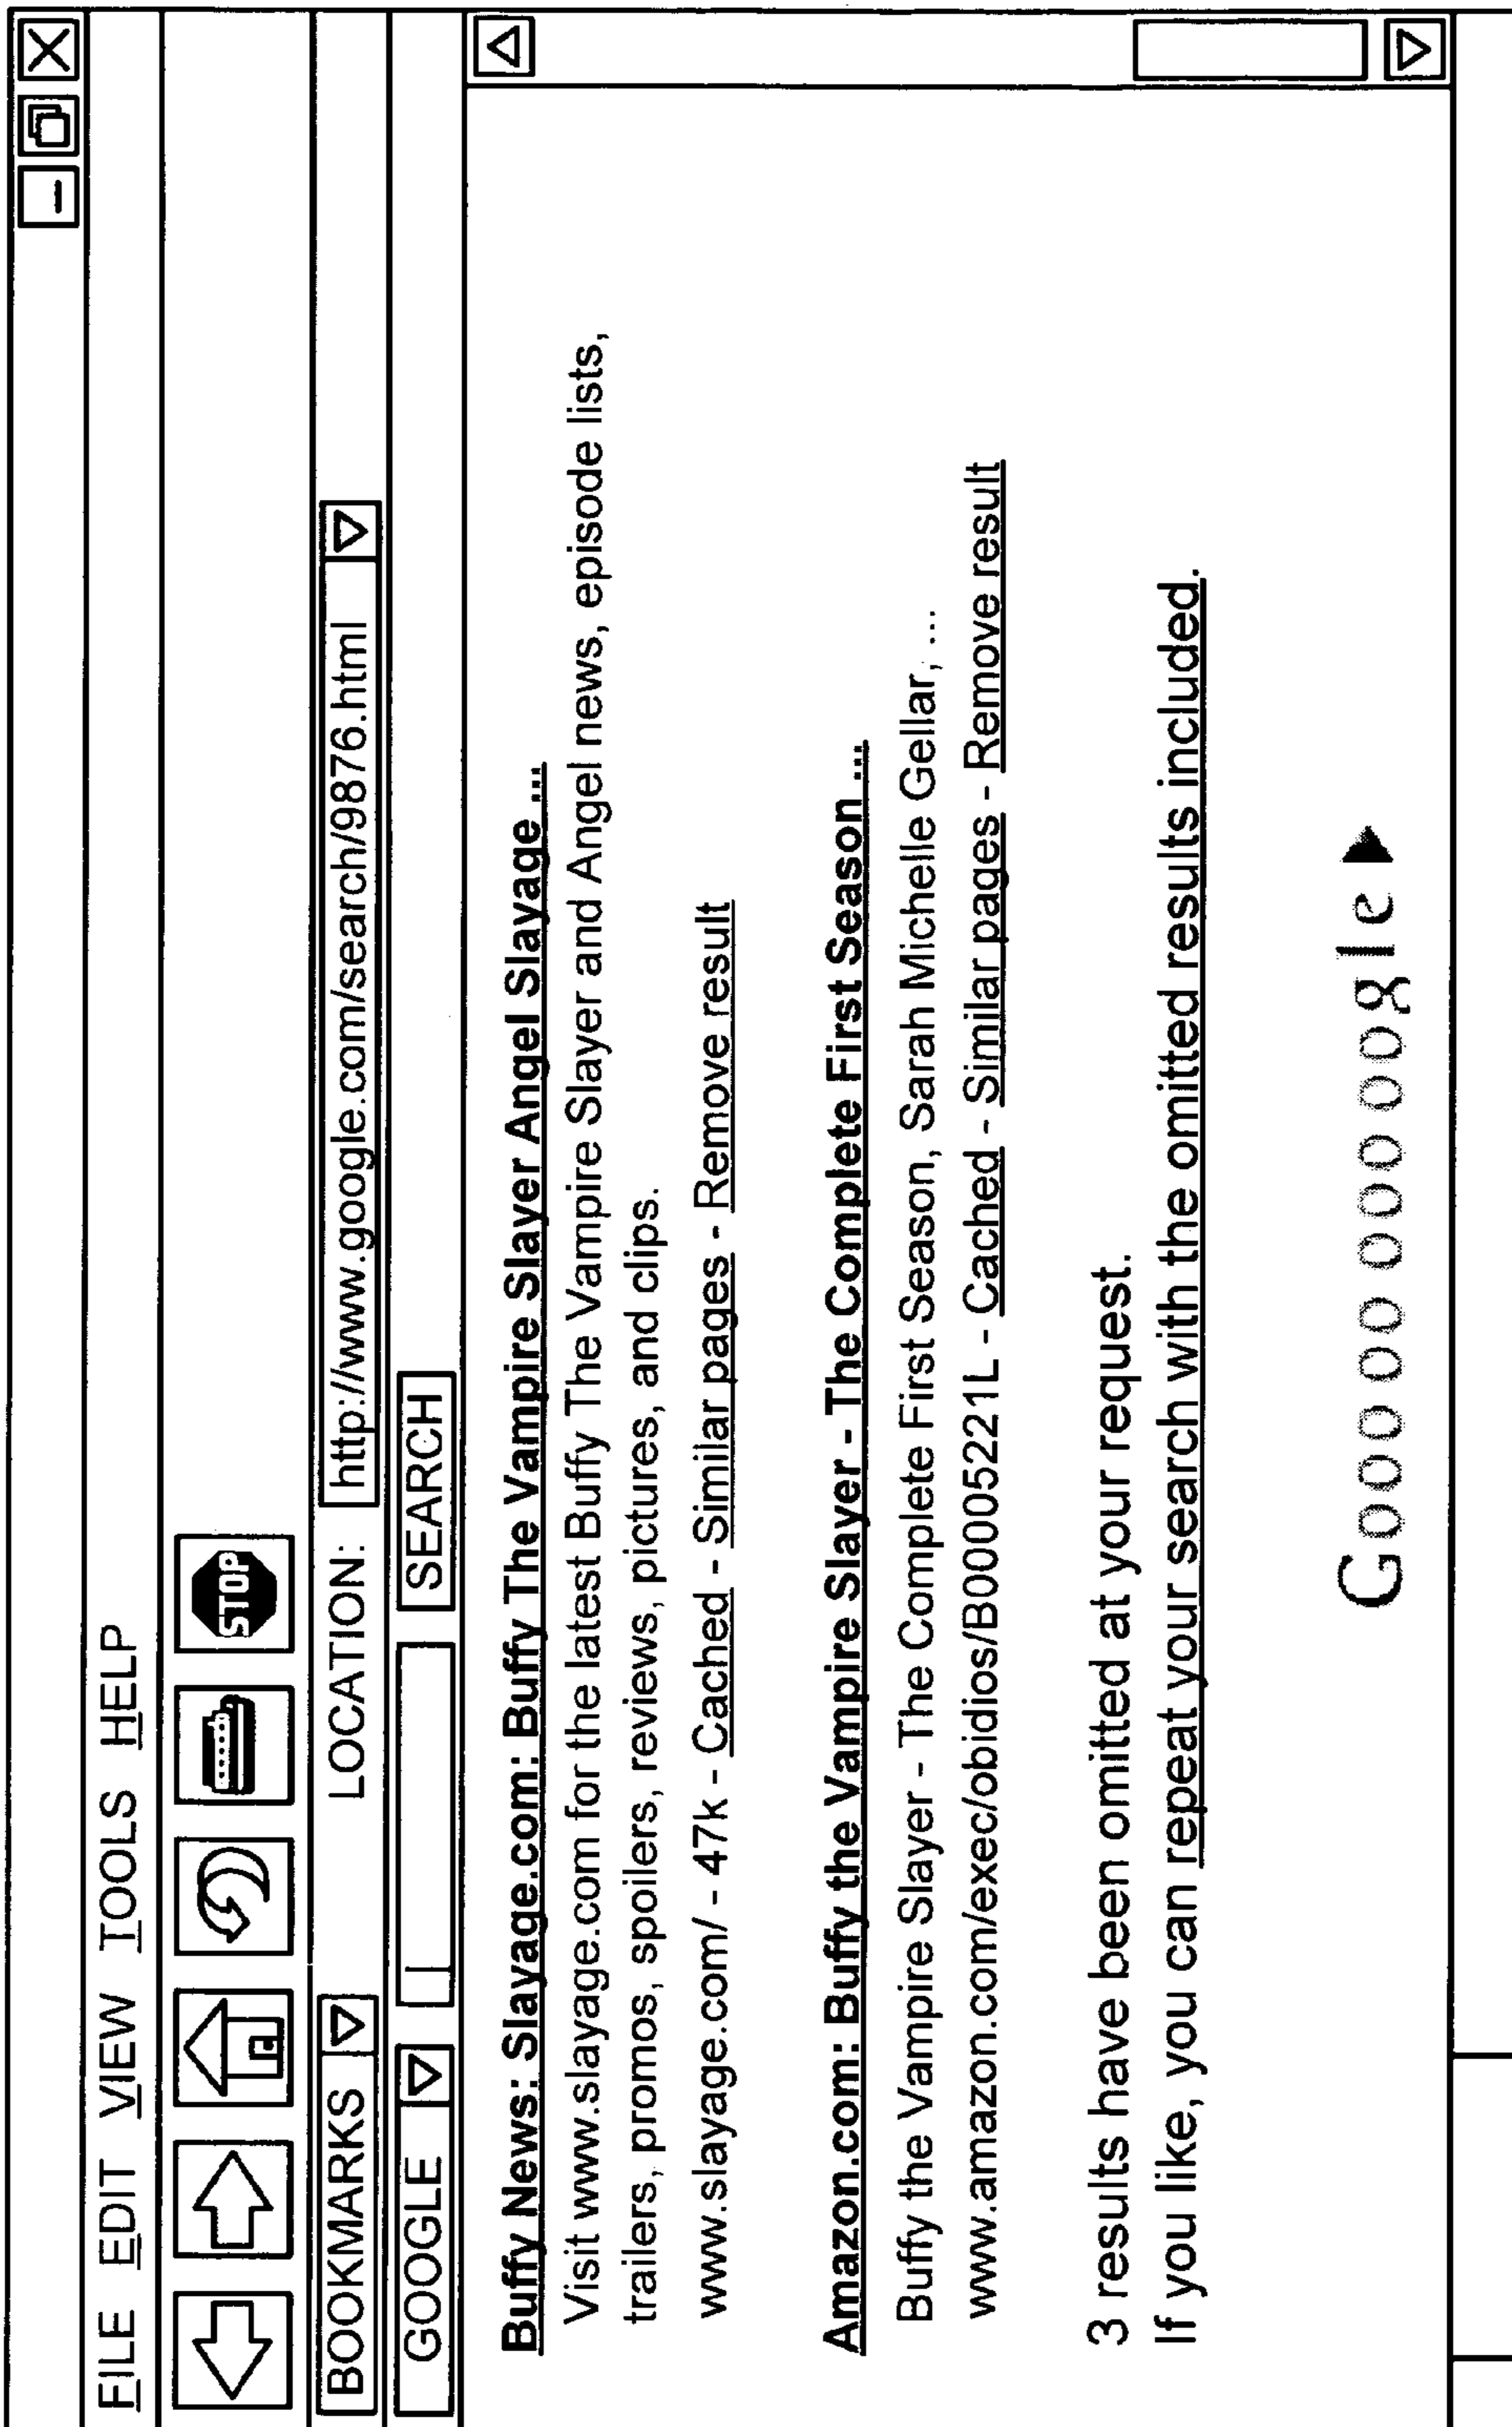 FILE EDIT VIEW TOOLS HELP
STOP
BOOKMARKS LOCATION: http://www.google.com/search/9876.html
GOOGLE SEARCH
Buffy News: Slayage.com: Buffy The Vampire Slayer Angel Slayage ...
Visit www.slayage.com for the latest Buffy The Vampire Slayer and Angel news, episode lists,
trailers, promos, spoilers, reviews, pictures, and clips.
www.slayage.com/ - 47k - Cached - Similar pages - Remove result
Amazon.com: Buffy the Vampire Slayer - The Complete First Season ...
Buffy the Vampire Slayer - The Complete First Season, Sarah Michelle Gellar, ...
www.amazon.com/exec/obidios/B00005221L - Cached - Similar pages - Remove result
3 results have been omitted at your request.
If you like, you can repeat your search with the omitted results included.
Gooo ooo ooo ooogle